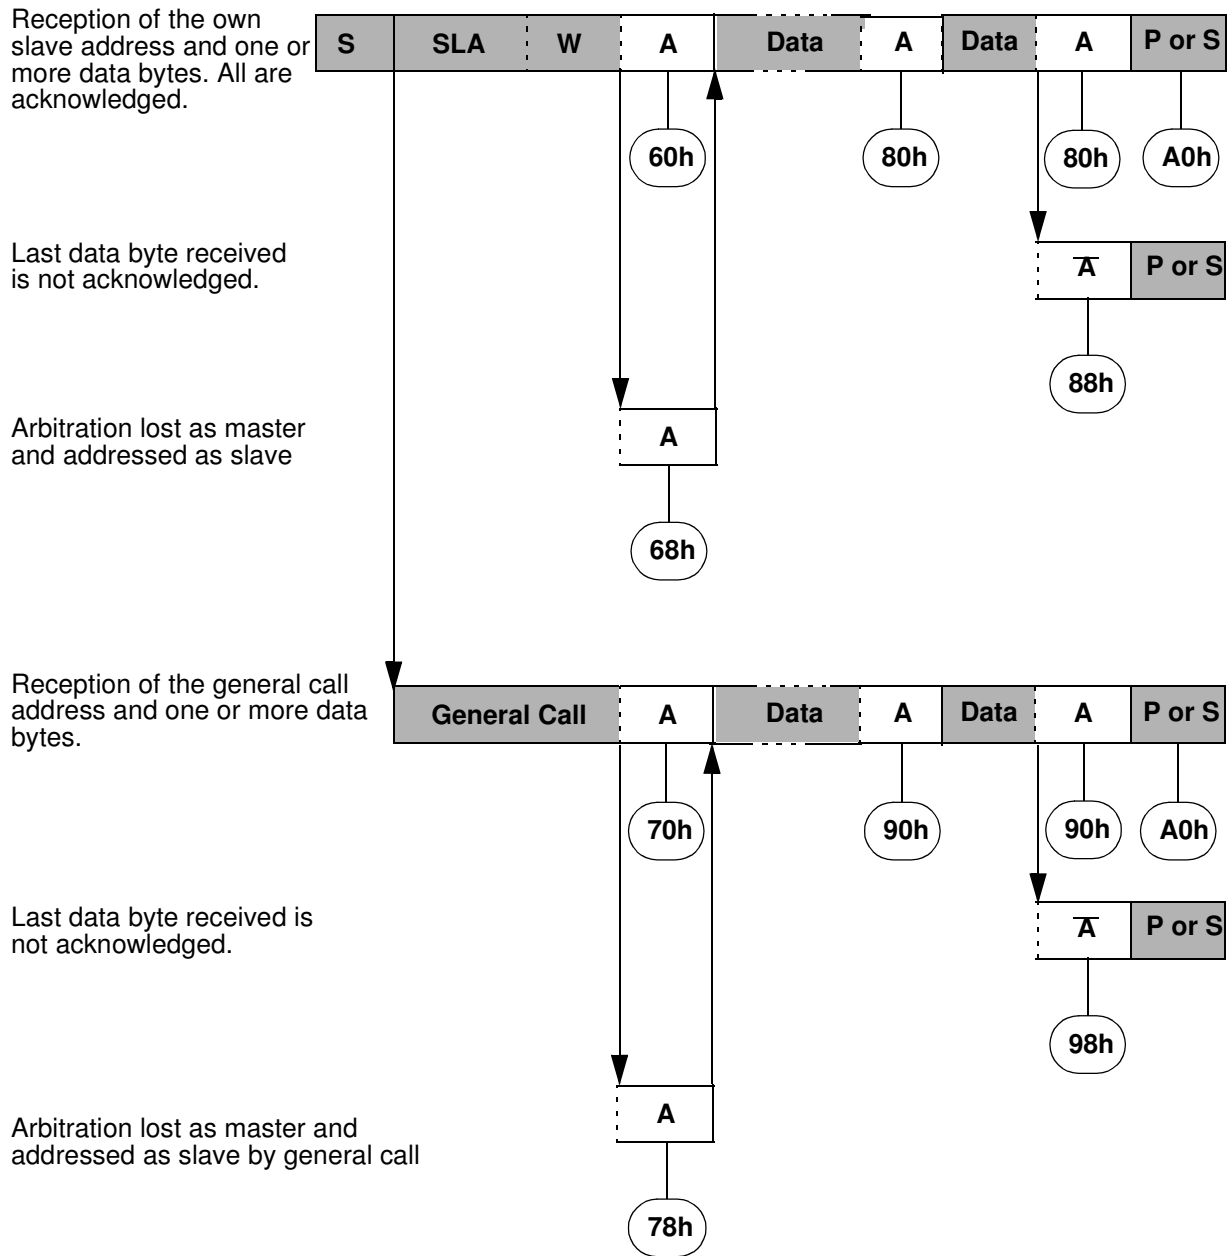 Reception of the own
slave address and one or
more data bytes. All are
acknowledged.
S SLA W A Data A Data A P or S
60h 80h 80h A0h
Last data byte received
is not acknowledged.
A̅ P or S
88h
Arbitration lost as master
and addressed as slave
A
68h
Reception of the general call
address and one or more data
bytes.
General Call A Data A Data A P or S
70h 90h 90h A0h
Last data byte received is
not acknowledged.
A̅ P or S
98h
Arbitration lost as master and
addressed as slave by general call
A
78h